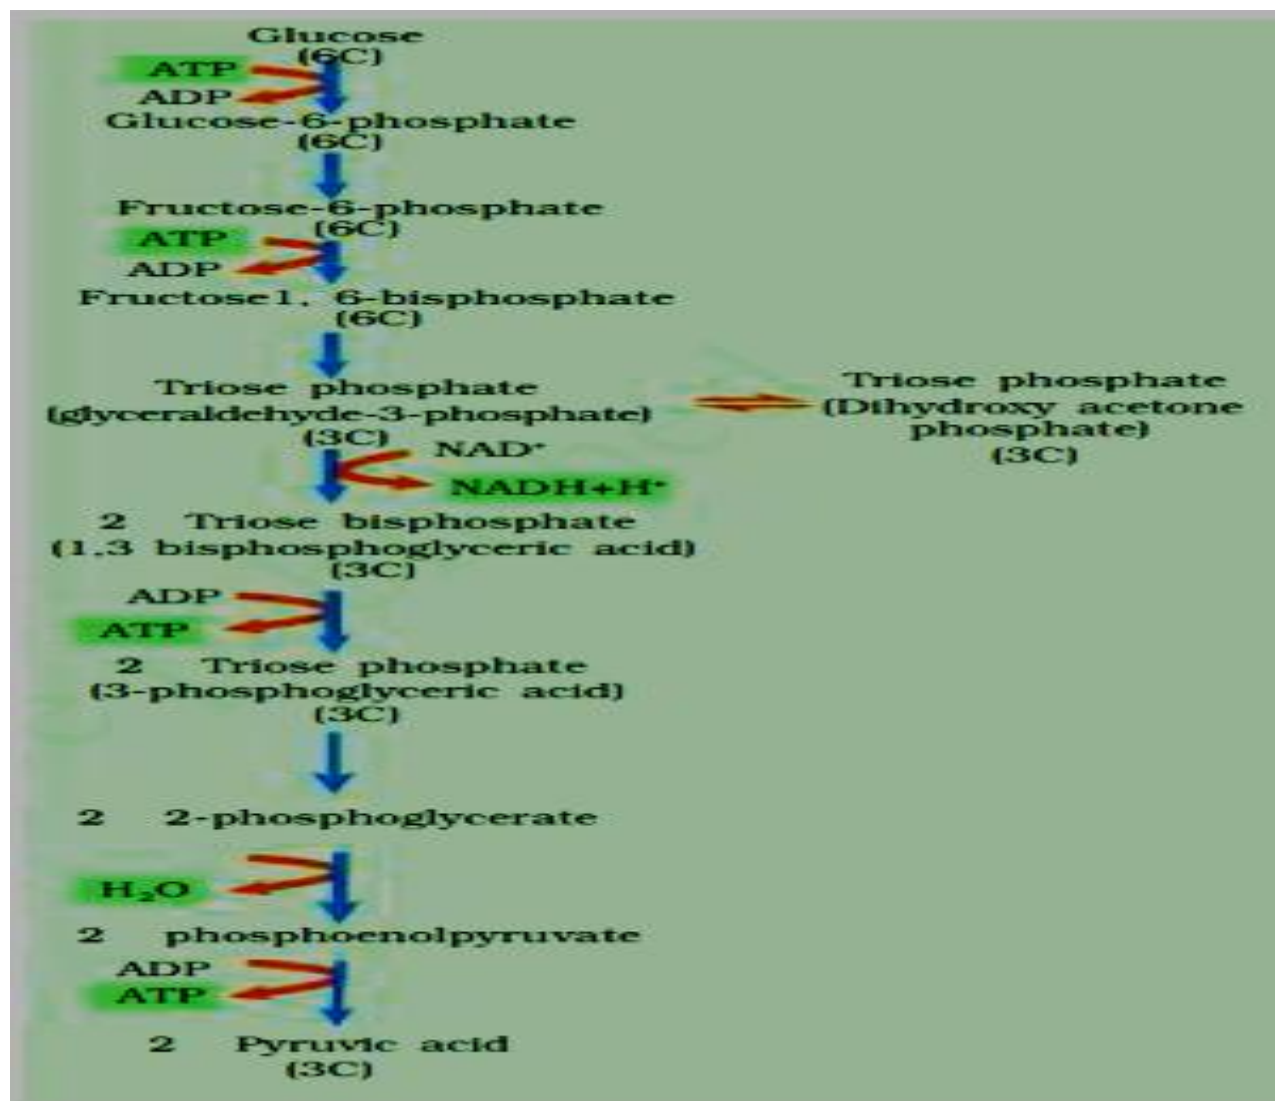 Glucose
(6C)
ATP
ADP
Glucose-6-phosphate
(6C)
Fructose-6-phosphate
(6C)
ATP
ADP
Fructose1, 6-bisphosphate
(6C)
Triose phosphate
(glyceraldehyde-3-phosphate)
(3C)
Triose phosphate
(Dihydroxy acetone
phosphate)
(3C)
NAD⁺
NADH+H⁺
2 Triose bisphosphate
(1,3 bisphosphoglyceric acid)
(3C)
ADP
ATP
2 Triose phosphate
(3-phosphoglyceric acid)
(3C)
2 2-phosphoglycerate
H₂O
2 phosphoenolpyruvate
ADP
ATP
2 Pyruvic acid
(3C)